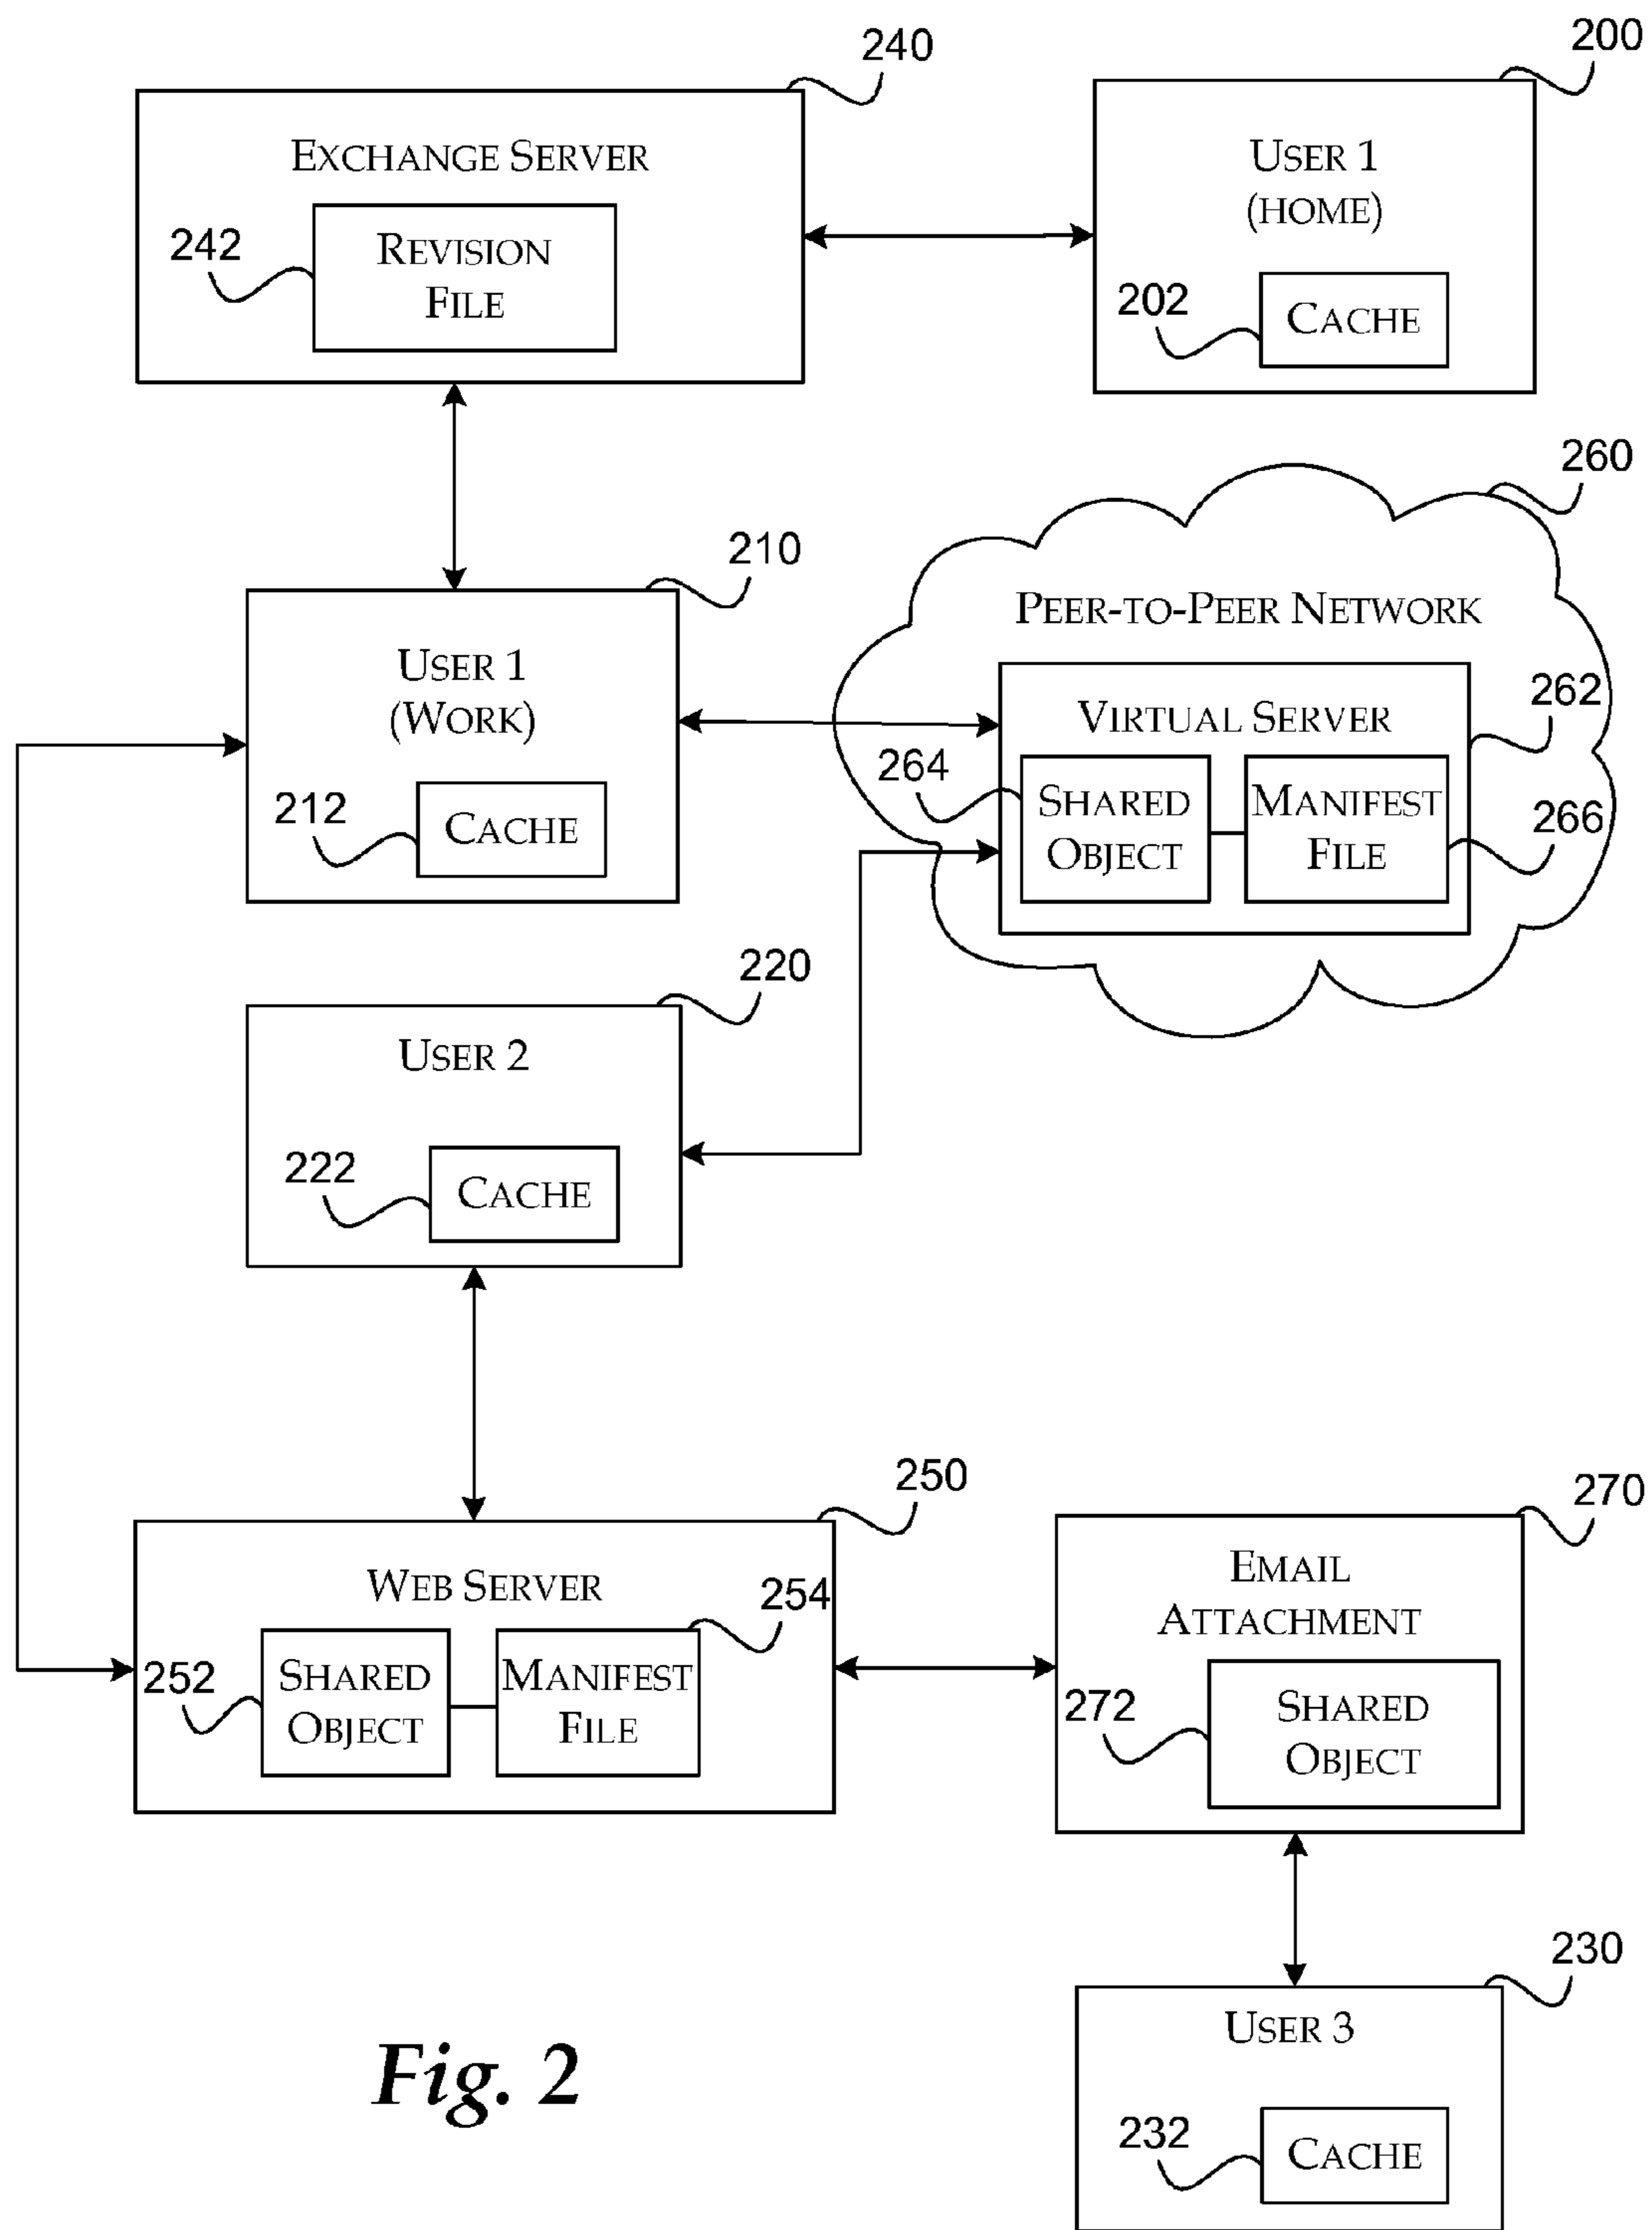 240
200
EXCHANGE SERVER
242
REVISION
FILE
USER 1
(HOME)
202
CACHE
260
210
PEER-TO-PEER NETWORK
USER 1
(WORK)
212
CACHE
262
VIRTUAL SERVER
264
SHARED
OBJECT
MANIFEST
FILE
266
220
USER 2
222
CACHE
250
270
WEB SERVER
254
252
SHARED
OBJECT
MANIFEST
FILE
EMAIL
ATTACHMENT
272
SHARED
OBJECT
230
USER 3
232
CACHE
Fig. 2